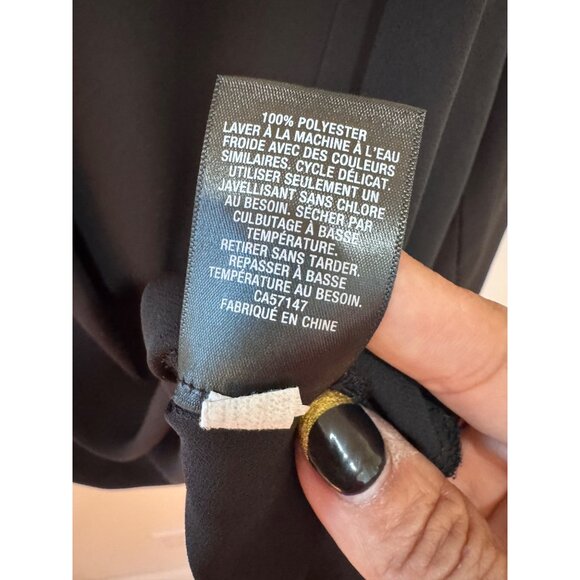 100% POLYESTER
LAVER À LA MACHINE À L'EAU
FROIDE AVEC DES COULEURS
SIMILAIRES. CYCLE DÉLICAT.
UTILISER SEULEMENT UN
JAVELLISANT SANS CHLORE
AU BESOIN. SÉCHER PAR
CULBUTAGE À BASSE
TEMPÉRATURE.
RETIRER SANS TARDER.
REPASSER À BASSE
TEMPÉRATURE AU BESOIN.
CA57147
FABRIQUÉ EN CHINE